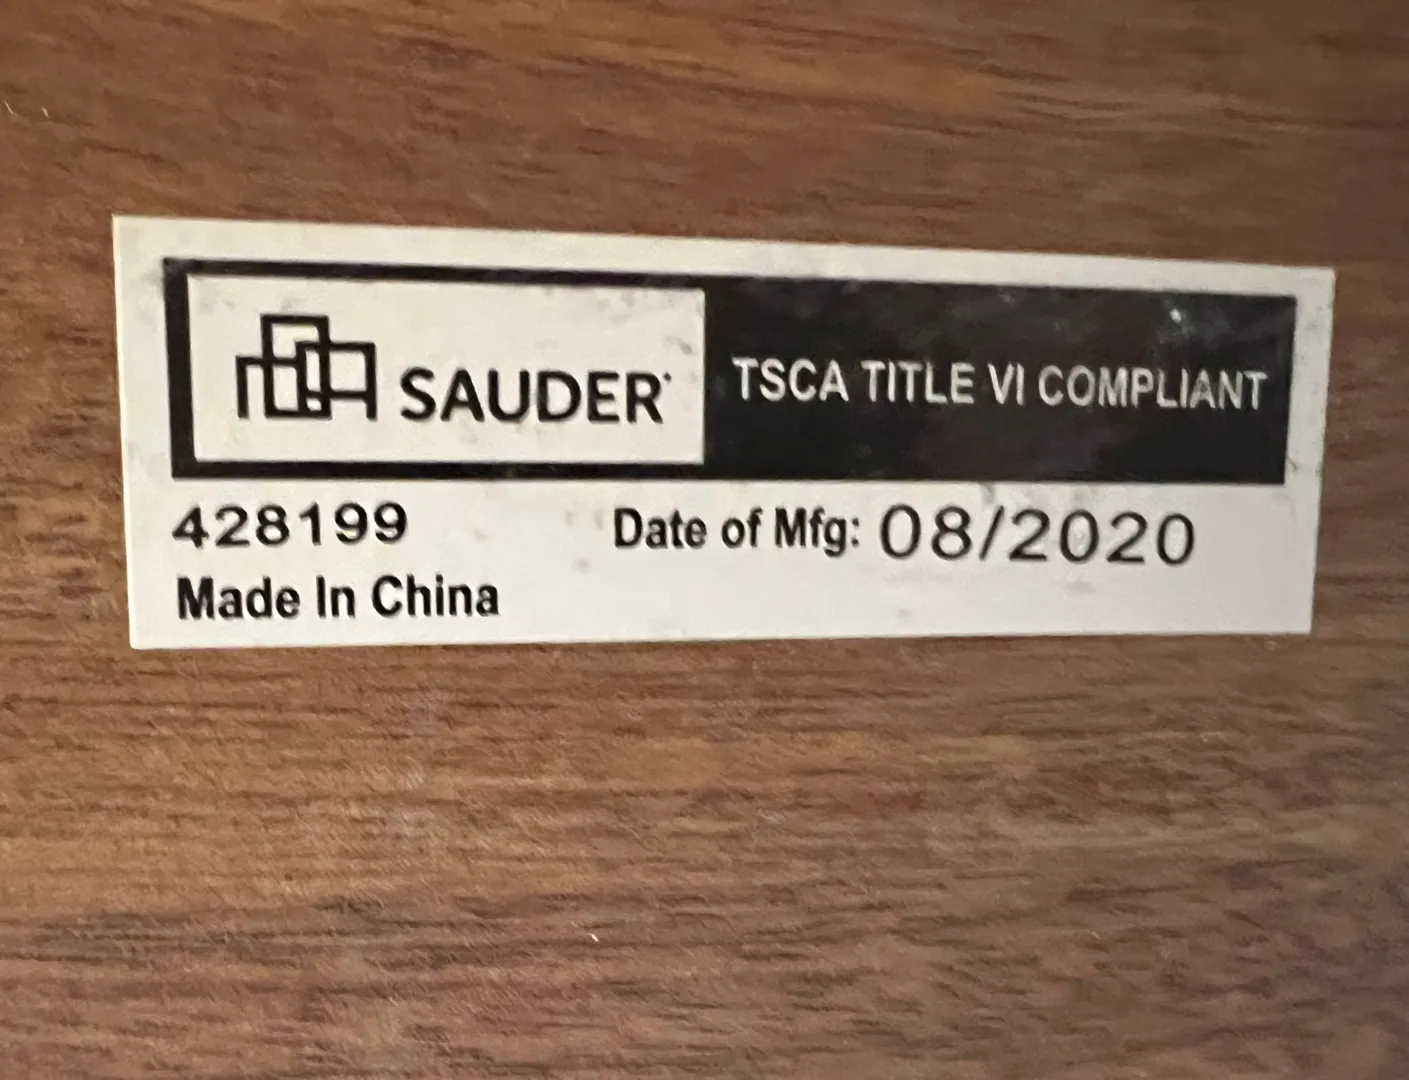 SAUDER
TSCA TITLE VI COMPLIANT
428199 Date of Mfg: 08/2020
Made In China